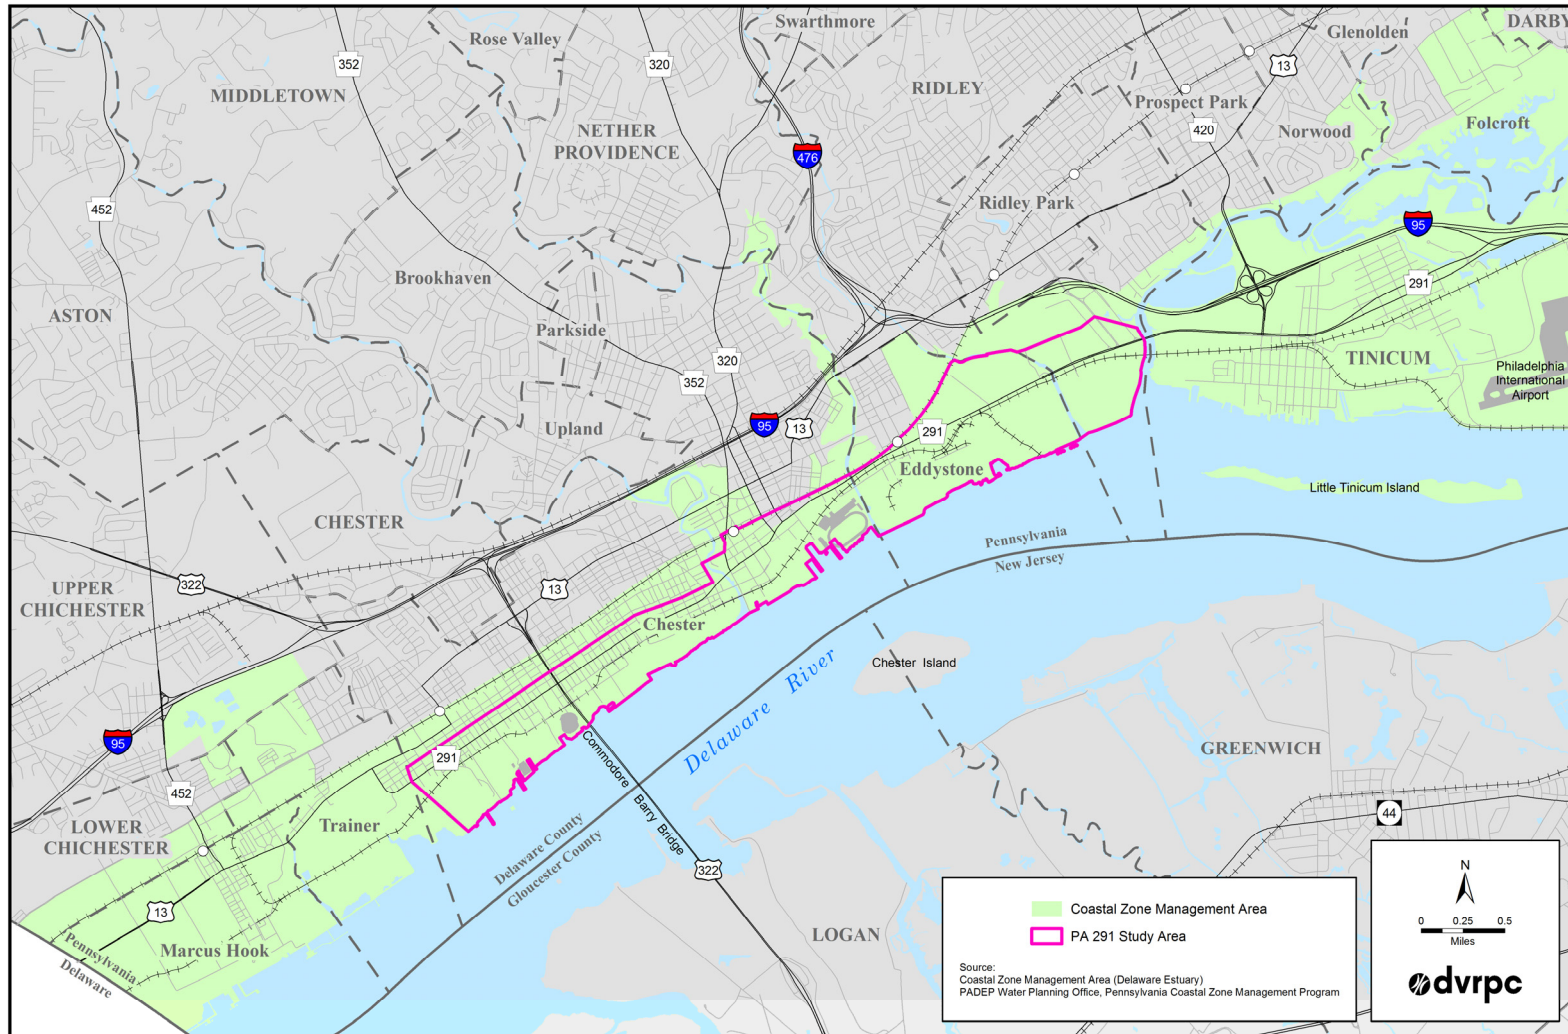 Swarthmore
DARBY
Rose Valley
Glenolden
352
320
13
MIDDLETOWN
RIDLEY
NETHER
PROVIDENCE
Prospect Park
420
Norwood
Folcroft
476
452
Ridley Park
95
Brookhaven
291
ASTON
Parkside
320
TINICUM
352
Philadelphia
International
Airport
95
13
Upland
291
Eddystone
Little Tinicum Island
CHESTER
Pennsylvania
New Jersey
322
13
UPPER
CHICHESTER
Chester
Chester Island
Delaware River
95
291
Commodore Barry Bridge
GREENWICH
452
44
LOWER
CHICHESTER
Trainer
Delaware County
Gloucester County
322
13
Marcus Hook
LOGAN
Pennsylvania
Delaware
Coastal Zone Management Area
PA 291 Study Area
Source:
Coastal Zone Management Area (Delaware Estuary)
PADEP Water Planning Office, Pennsylvania Coastal Zone Management Program
N
0 0.25 0.5
Miles
dvrpc